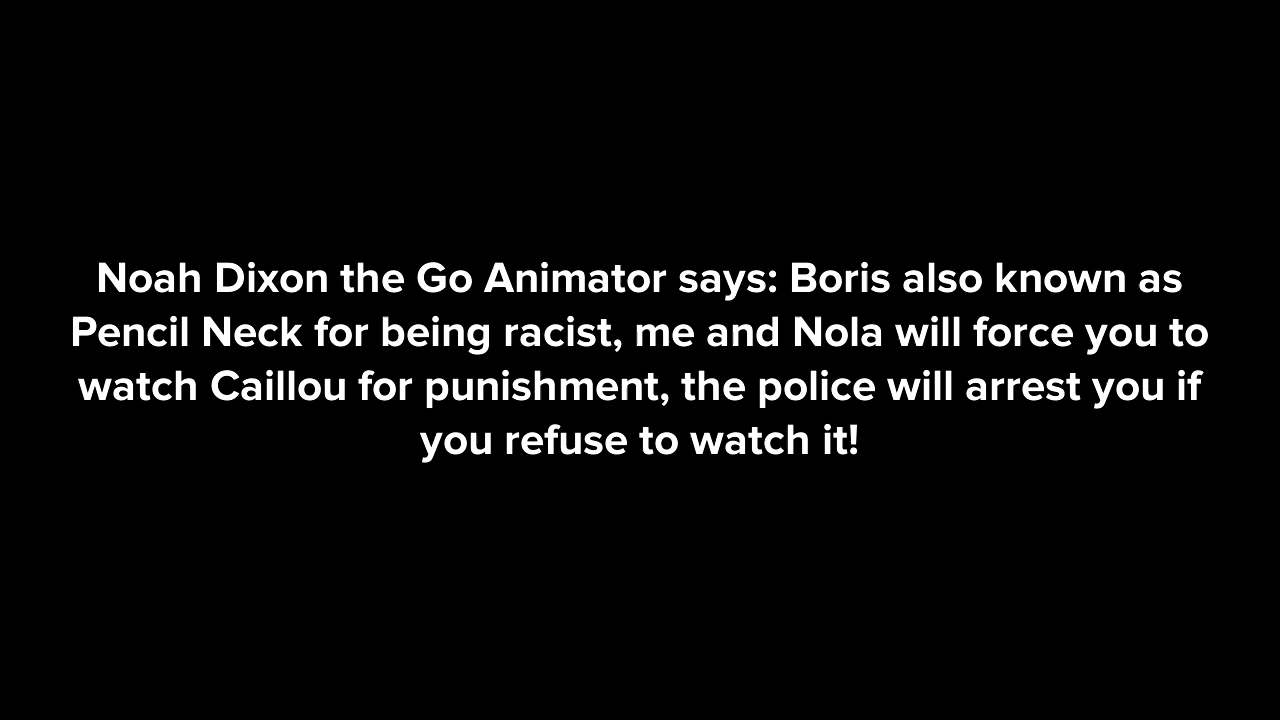 Noah Dixon the Go Animator says: Boris also known as
Pencil Neck for being racist, me and Nola will force you to
watch Caillou for punishment, the police will arrest you if
you refuse to watch it!